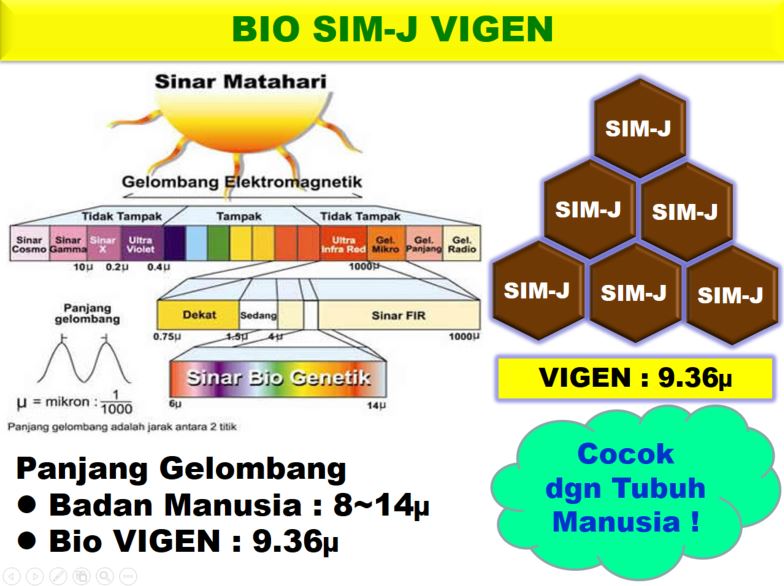 BIO SIM-J VIGEN
Sinar Matahari
Gelombang Elektromagnetik
Tidak Tampak Tampak Tidak Tampak
Sinar Cosmo
Sinar Gamma
Sinar X
Ultra Violet
Ultra Infra Red
Gel. Mikro
Gel. Panjang
Gel. Radio
10μ 0.2μ 0.4μ 1000μ
Panjang
gelombang
Dekat Sedang Sinar FIR
0.75μ 1.5μ 4μ 1000μ
Sinar Bio Genetik
6μ 14μ
μ = mikron : 1/1000
Panjang gelombang adalah jarak antara 2 titik
SIM-J
SIM-J SIM-J
SIM-J SIM-J SIM-J
VIGEN : 9.36μ
Cocok
dgn Tubuh
Manusia !
Panjang Gelombang
● Badan Manusia : 8~14μ
● Bio VIGEN : 9.36μ